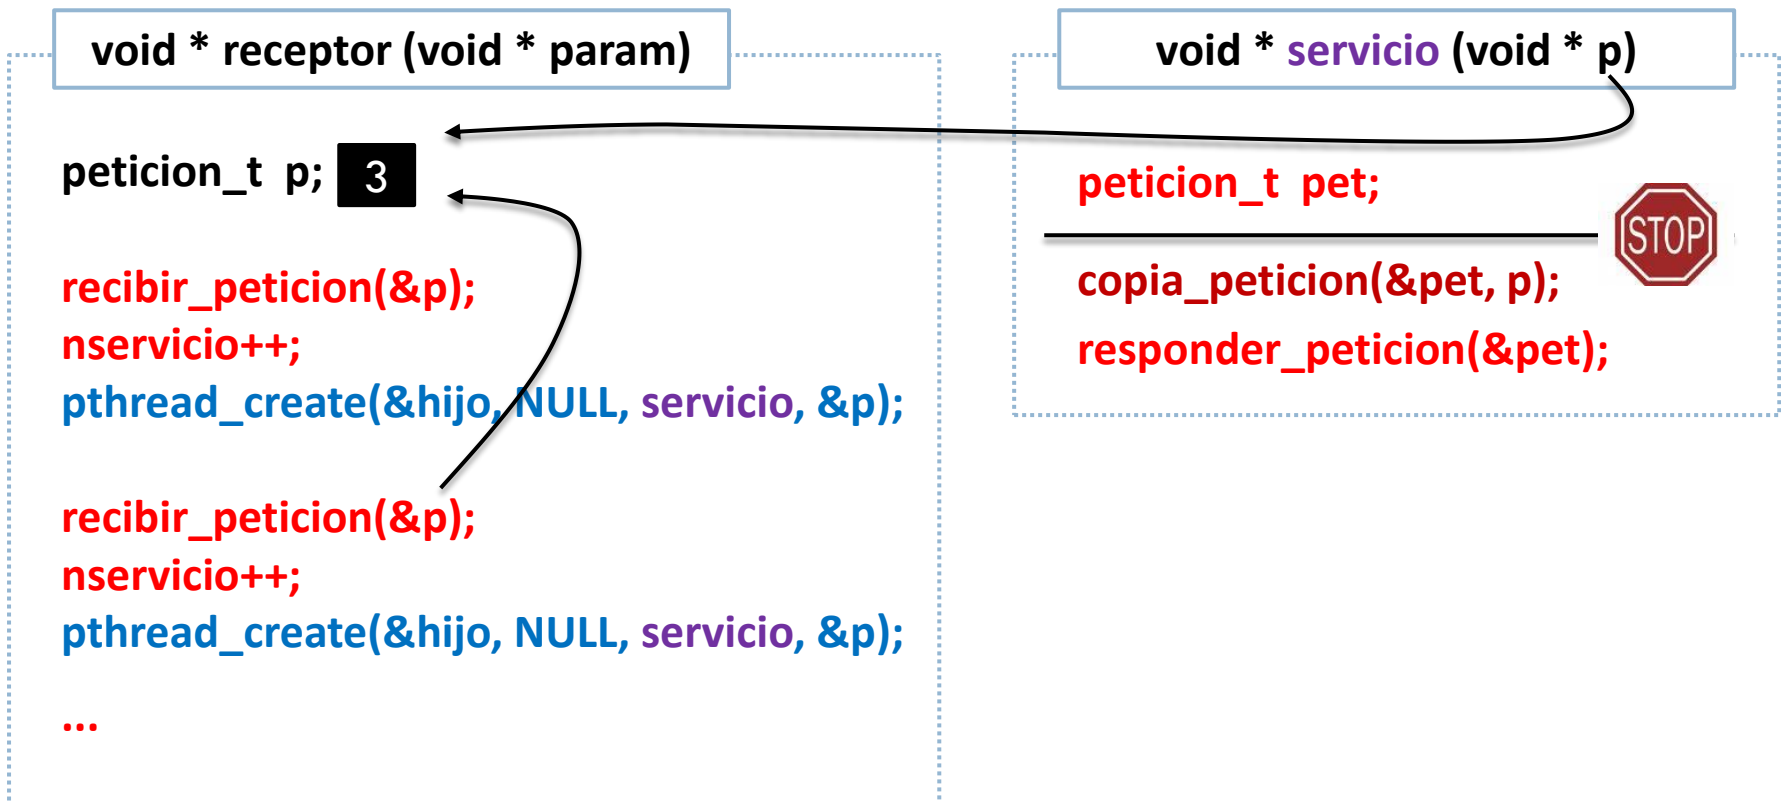 void * receptor (void * param)
peticion_t p; 3
recibir_peticion(&p);
nservicio++;
pthread_create(&hijo, NULL, servicio, &p);
recibir_peticion(&p);
nservicio++;
pthread_create(&hijo, NULL, servicio, &p);
...
void * servicio (void * p)
peticion_t pet;
STOP
copia_peticion(&pet, p);
responder_peticion(&pet);